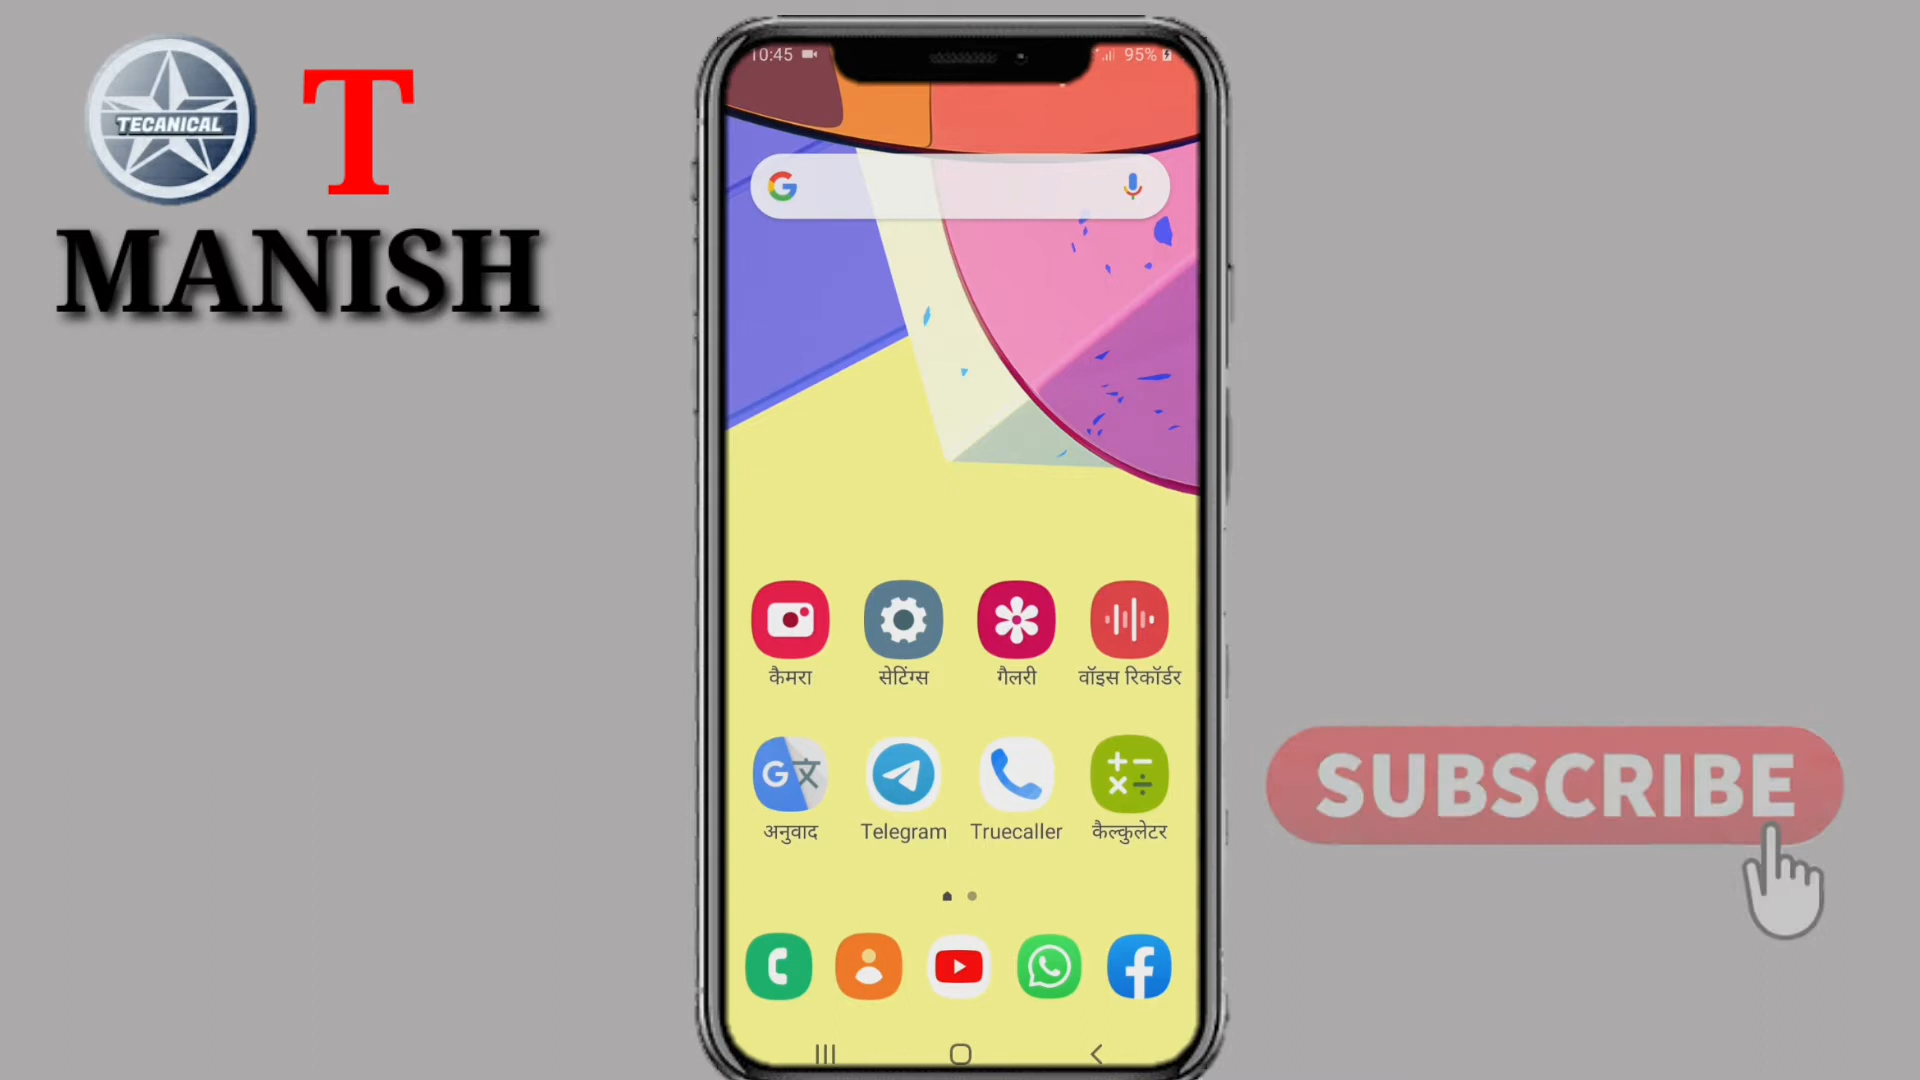 TECANICAL
T
MANISH
10:45
95%
कैमरा
सेटिंग्स
गैलरी
वॉइस रिकॉर्डर
अनुवाद
Telegram
Truecaller
कैल्कुलेटर
SUBSCRIBE